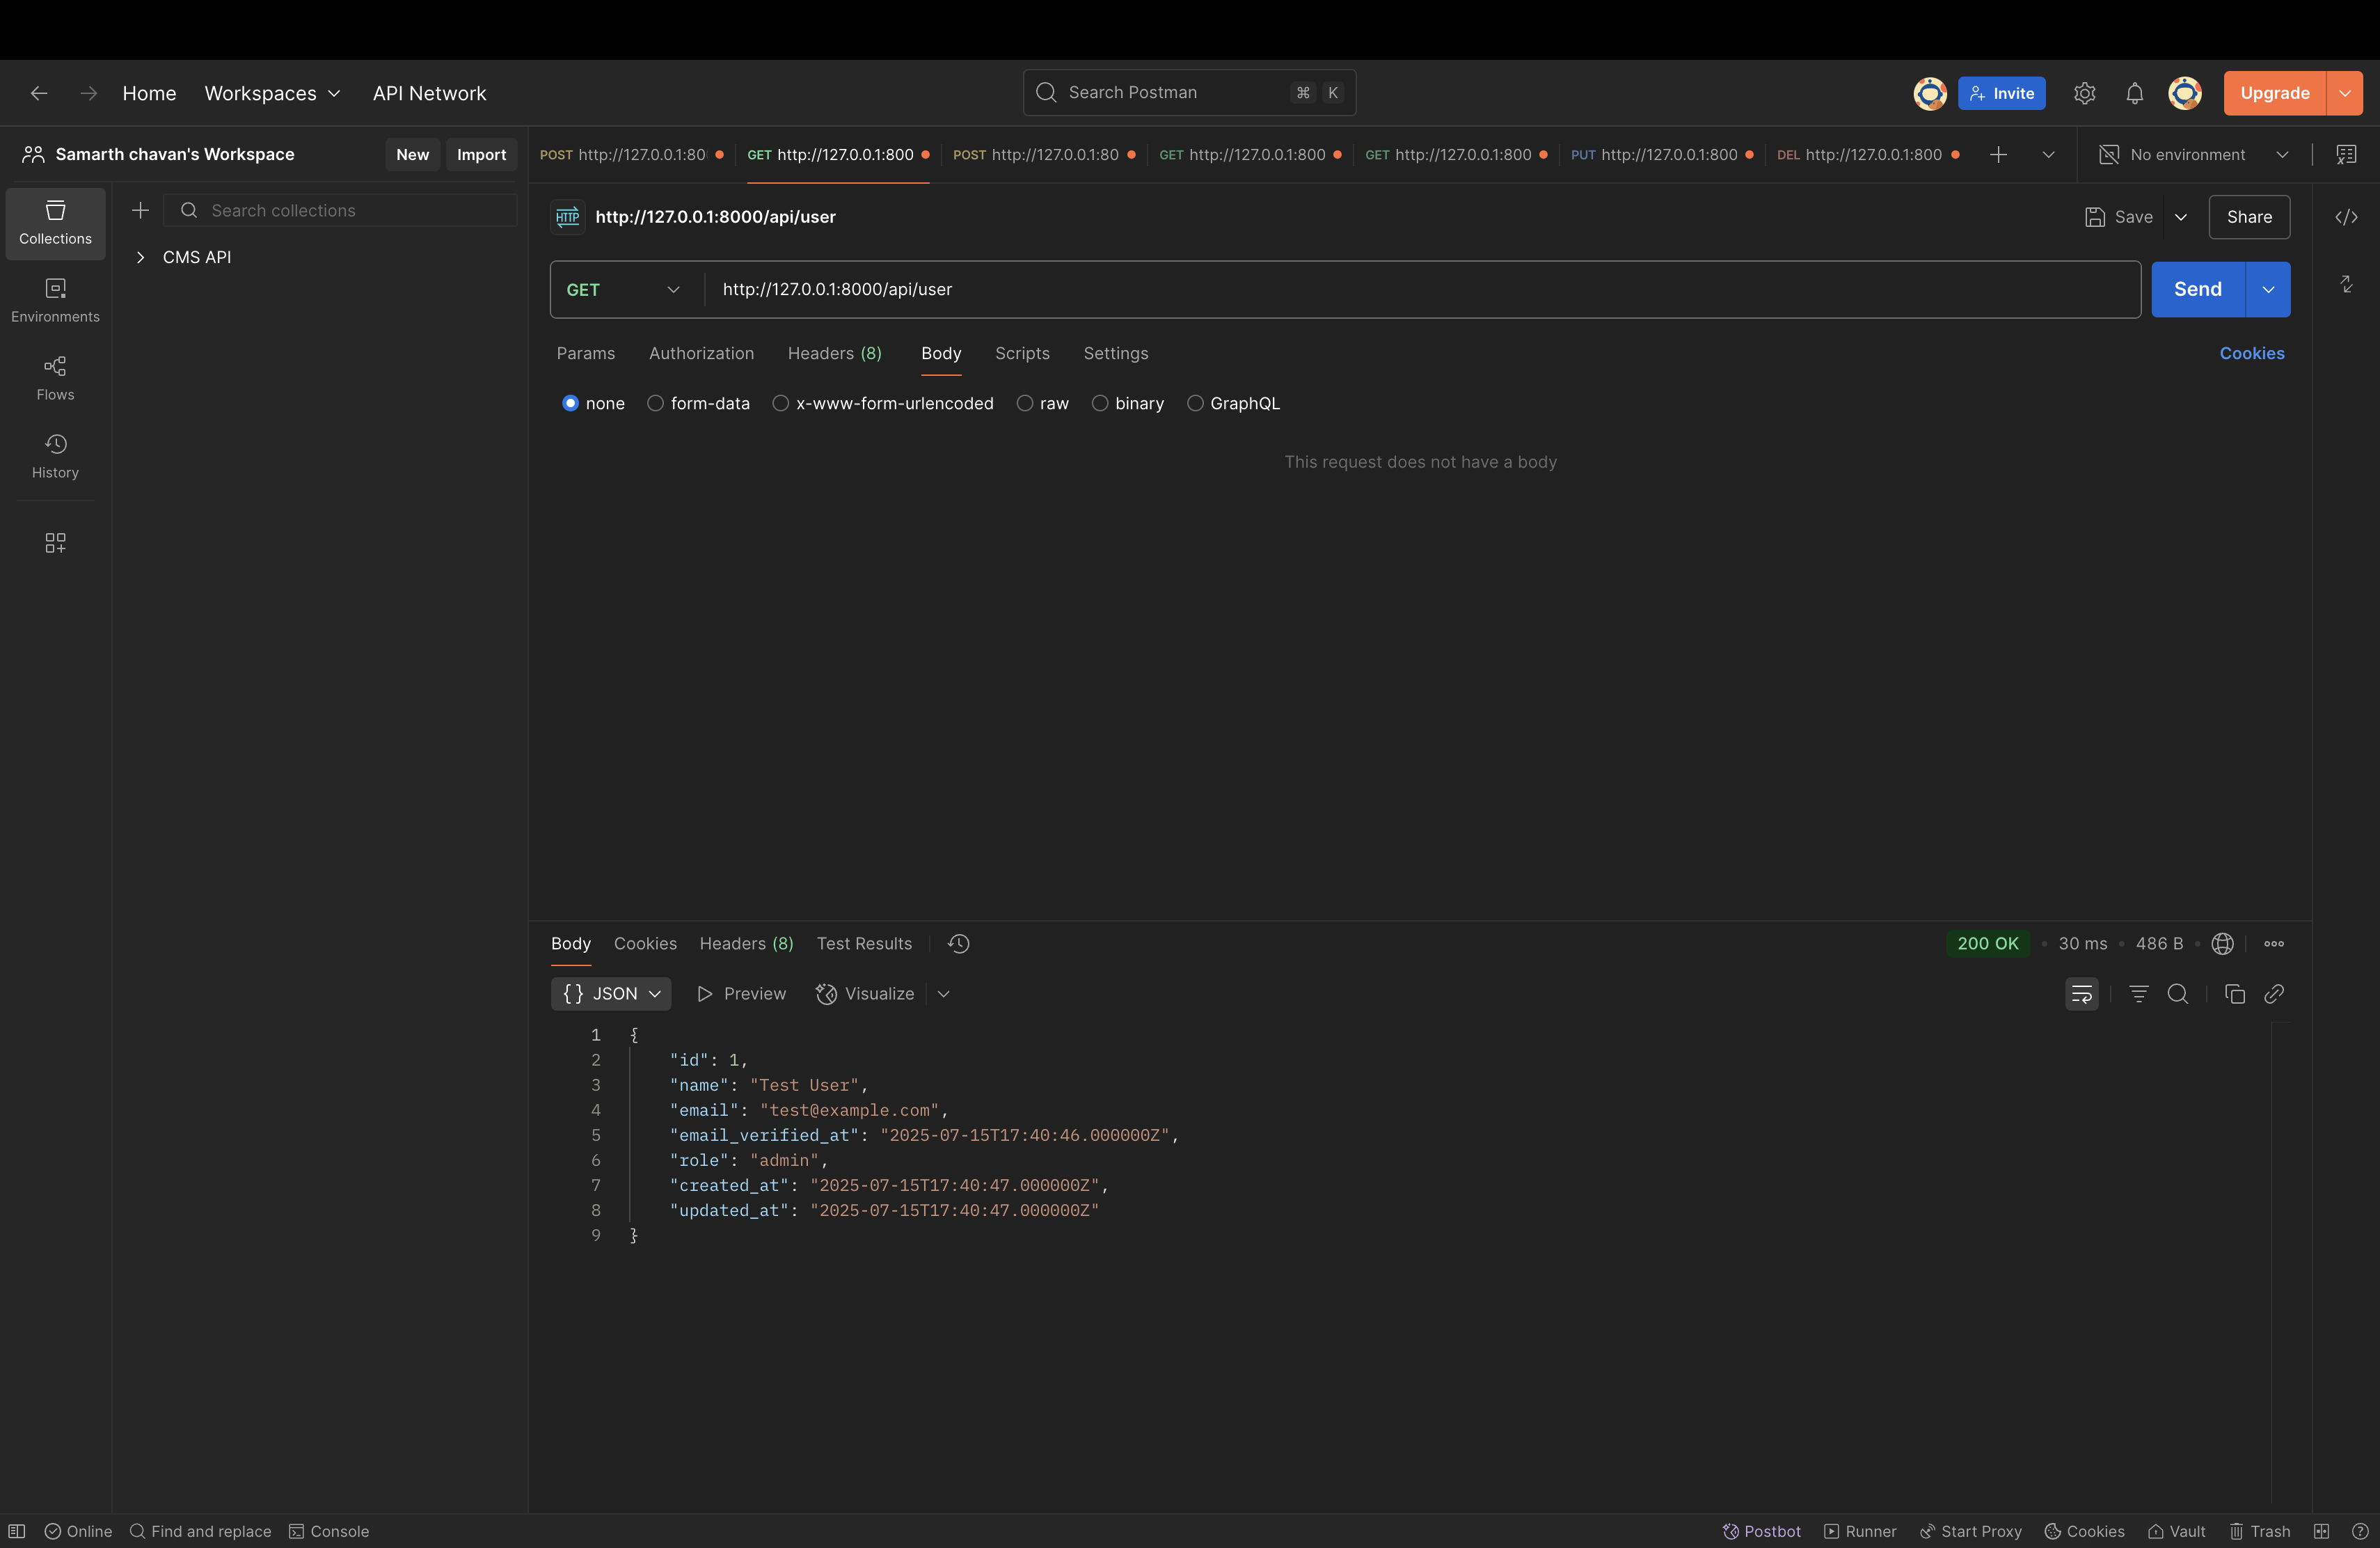 Home Workspaces API Network Search Postman ⌘ K Invite Upgrade
Samarth chavan's Workspace New Import POST http://127.0.0.1:80 GET http://127.0.0.1:800 POST http://127.0.0.1:80 GET http://127.0.0.1:800 GET http://127.0.0.1:800 PUT http://127.0.0.1:800 DEL http://127.0.0.1:800 No environment
Collections
Environments
Flows
History
Search collections
CMS API
HTTP http://127.0.0.1:8000/api/user Save Share
GET http://127.0.0.1:8000/api/user Send
Params Authorization Headers (8) Body Scripts Settings Cookies
none form-data x-www-form-urlencoded raw binary GraphQL
This request does not have a body
Body Cookies Headers (8) Test Results 200 OK • 30 ms • 486 B
{} JSON Preview Visualize
1 {
2 "id": 1,
3 "name": "Test User",
4 "email": "test@example.com",
5 "email_verified_at": "2025-07-15T17:40:46.000000Z",
6 "role": "admin",
7 "created_at": "2025-07-15T17:40:47.000000Z",
8 "updated_at": "2025-07-15T17:40:47.000000Z"
9 }
Online Find and replace Console Postbot Runner Start Proxy Cookies Vault Trash